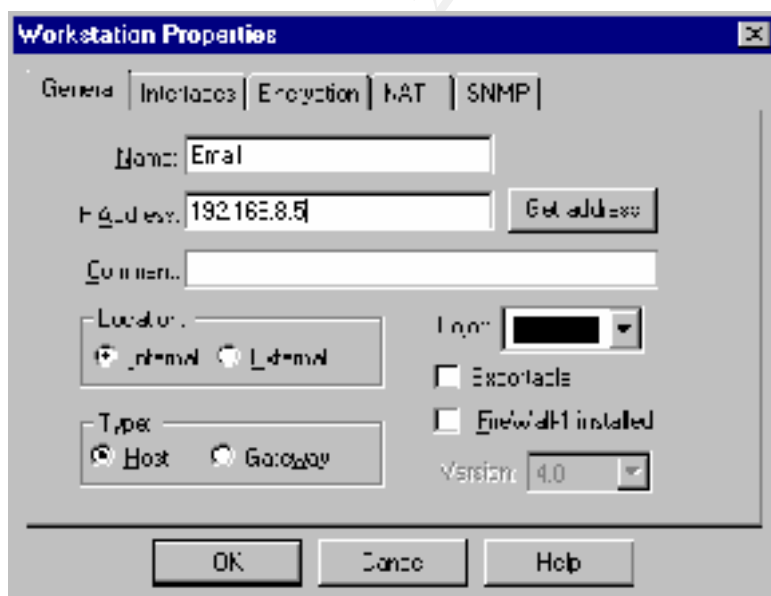 Workstation Properties
General Interfaces Encryption NAT SNMP
Name: Email
IP Address: 192.168.8.5 Get address
Comment:
Location: Color:
Internal External
Exportable
Type: FireWall-1 installed
Host Gateway
Version: 4.0
OK Cancel Help